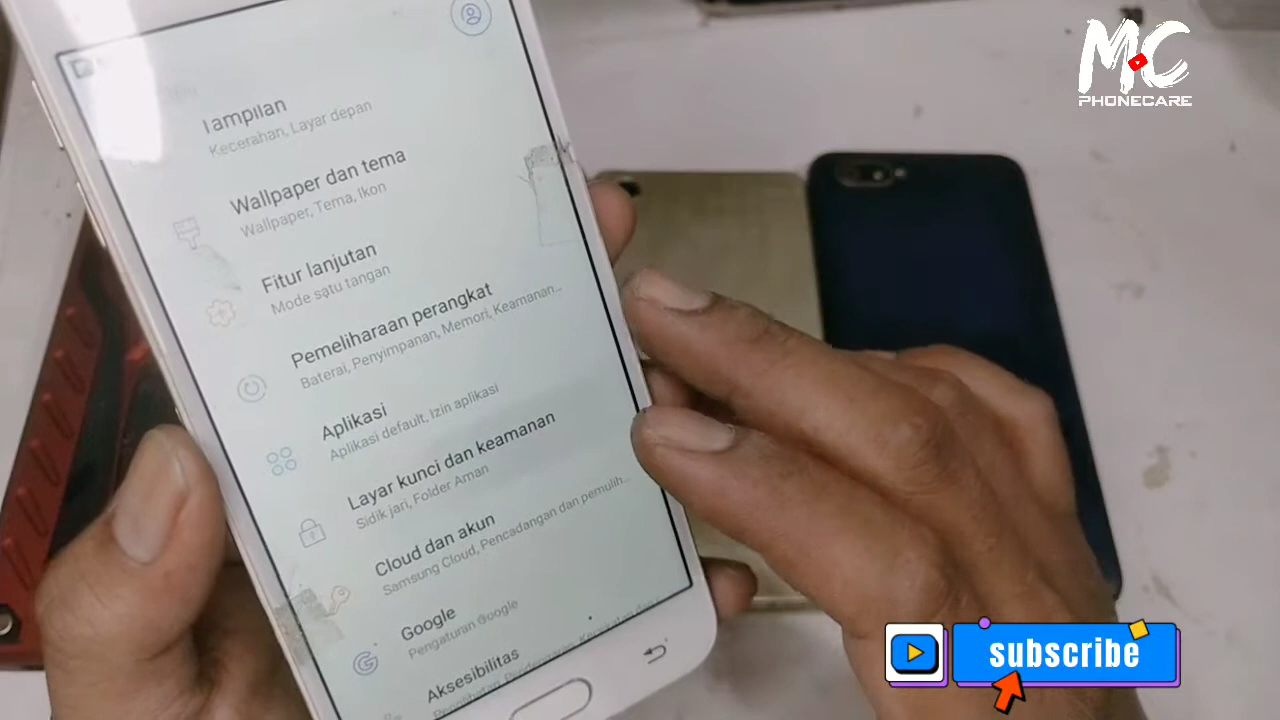 MC
PHONECARE
Tampilan
Kecerahan, Layar depan
Wallpaper dan tema
Wallpaper, Tema, Ikon
Fitur lanjutan
Mode satu tangan
Pemeliharaan perangkat
Baterai, Penyimpanan, Memori, Keamanan...
Aplikasi
Aplikasi default, Izin aplikasi
Layar kunci dan keamanan
Sidik jari, Folder Aman
Cloud dan akun
Samsung Cloud, Pencadangan dan pemulih...
Google
Pengaturan Google
Aksesibilitas
subscribe